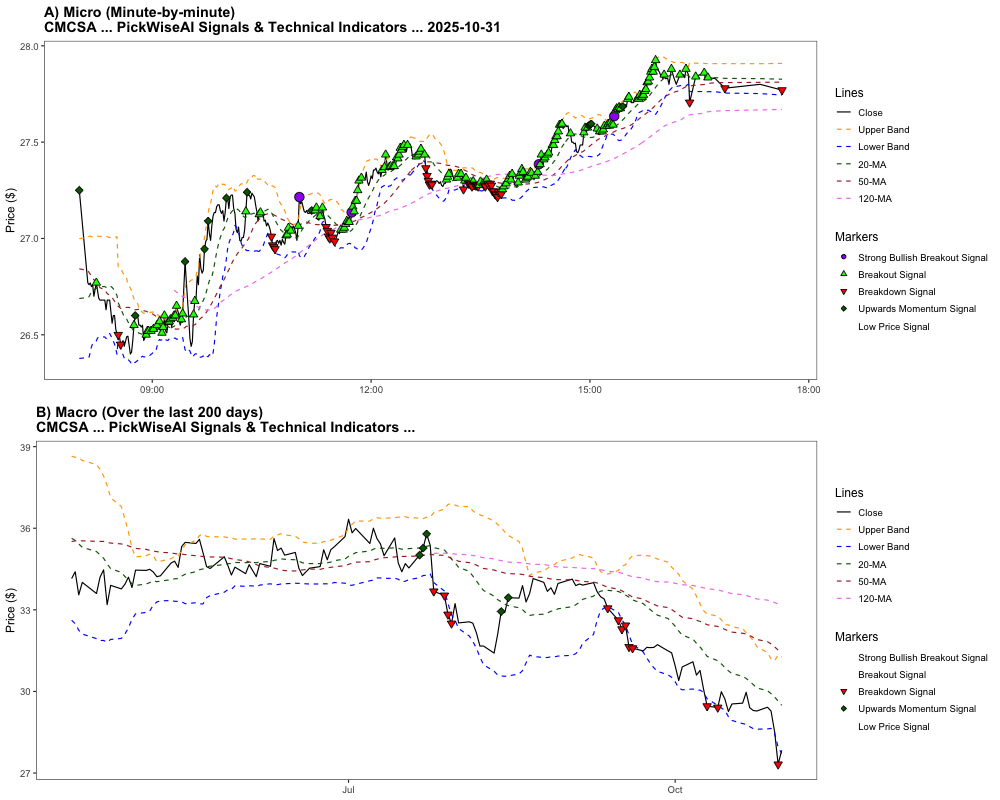 A) Micro (Minute-by-minute)
CMCSA ... PickWiseAI Signals & Technical Indicators ... 2025-10-31
28.0
27.5
27.0
26.5
Price ($)
09:00
12:00
15:00
18:00
Lines
Close
Upper Band
Lower Band
20-MA
50-MA
120-MA
Markers
Strong Bullish Breakout Signal
Breakout Signal
Breakdown Signal
Upwards Momentum Signal
Low Price Signal
B) Macro (Over the last 200 days)
CMCSA ... PickWiseAI Signals & Technical Indicators ...
39
36
33
30
27
Price ($)
Jul
Oct
Lines
Close
Upper Band
Lower Band
20-MA
50-MA
120-MA
Markers
Strong Bullish Breakout Signal
Breakout Signal
Breakdown Signal
Upwards Momentum Signal
Low Price Signal